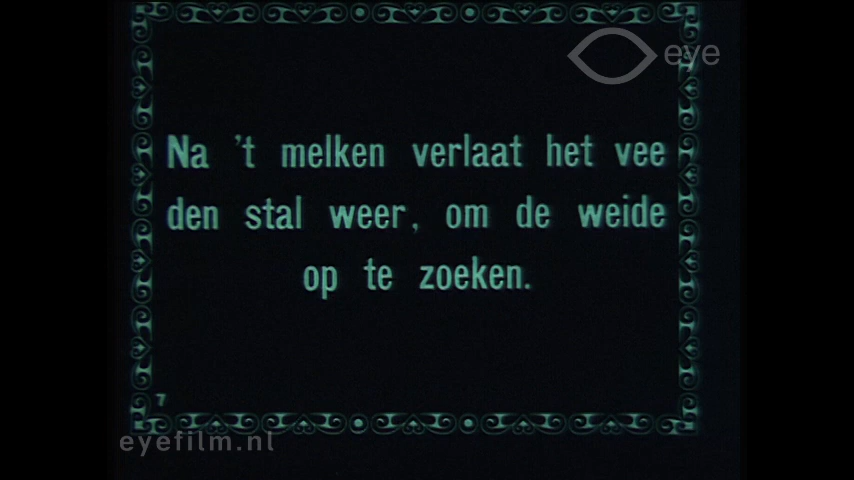 eye
Na 't melken verlaat het vee
den stal weer, om de weide
op te zoeken.
7
eyefilm.nl